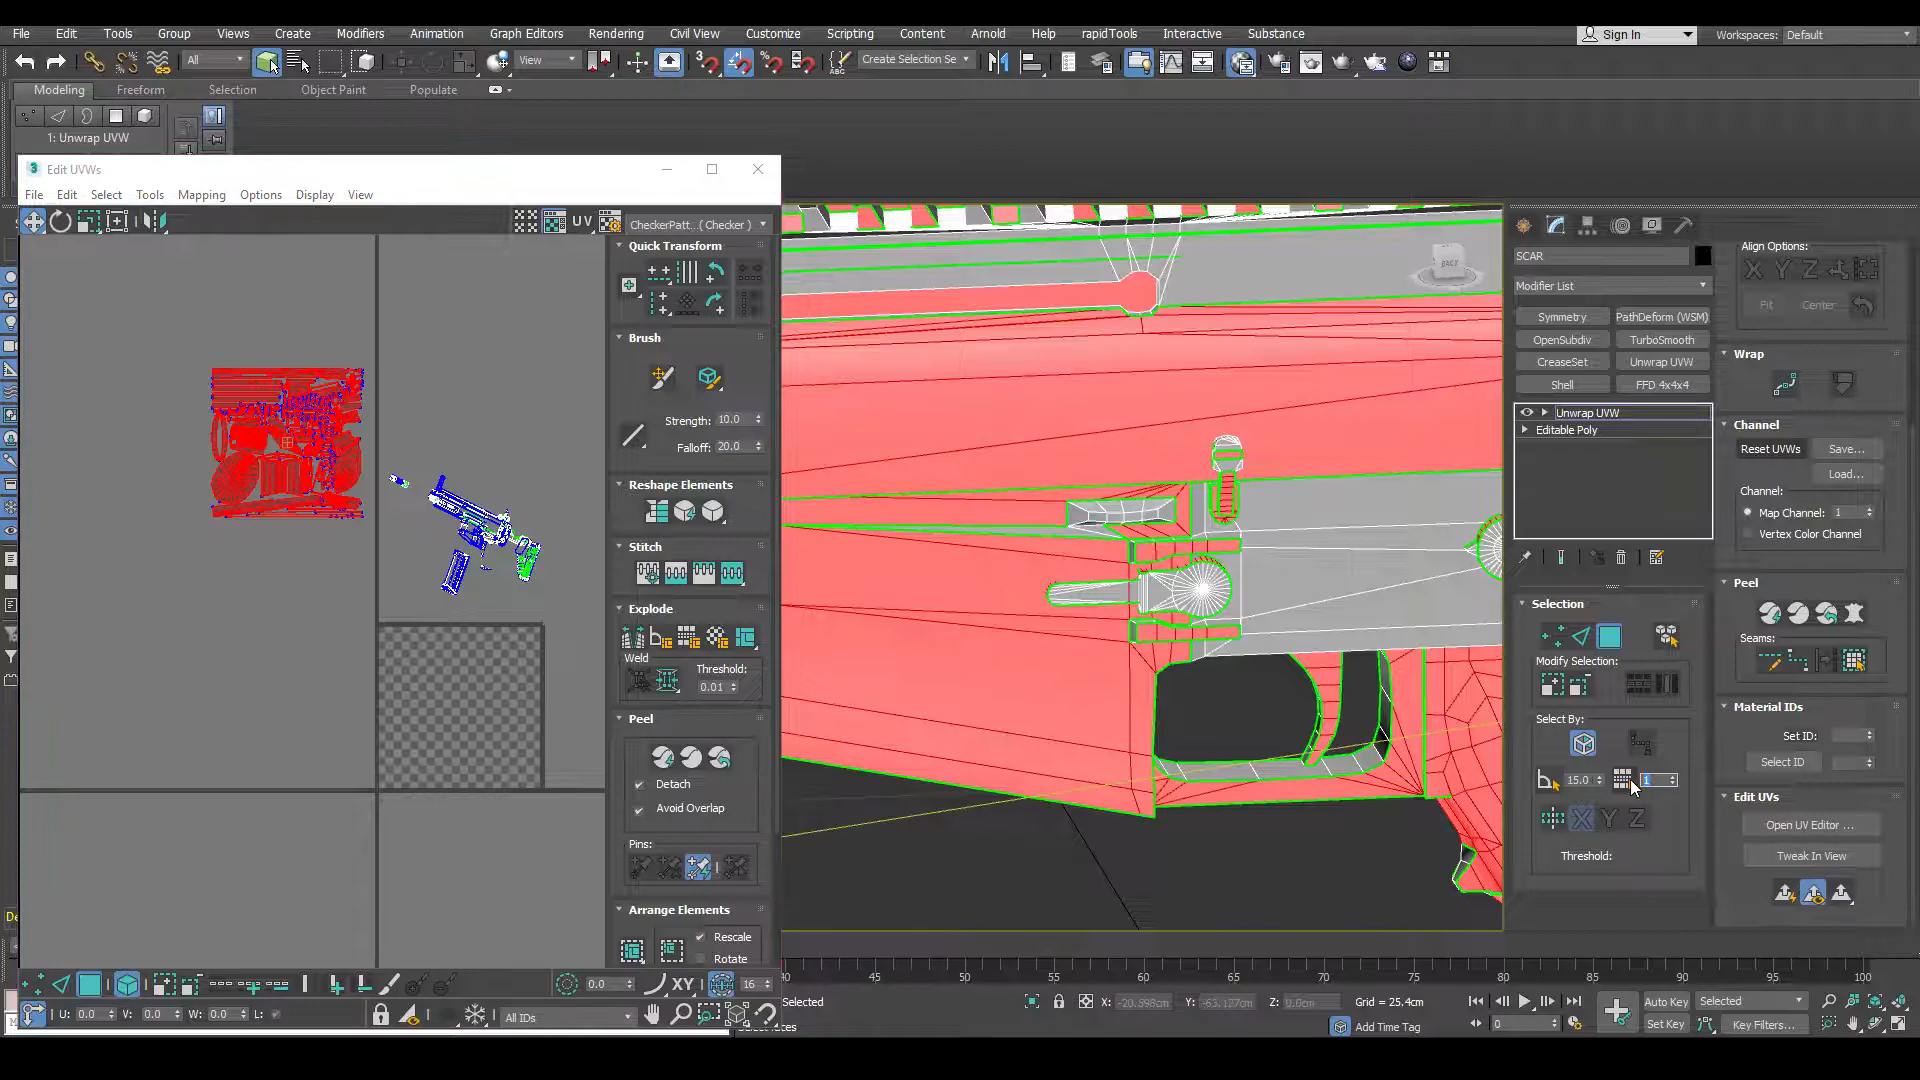 File Edit Tools Group Views Create Modifiers Animation Graph Editors Rendering Civil View Customize Scripting Content Arnold Help rapidTools Interactive Substance Sign In Workspaces: Default
All View Create Selection Se
Modeling Freeform Selection Object Paint Populate
1: Unwrap UVW
Edit UVWs
File Edit Select Tools Mapping Options Display View
UV CheckerPatt...( Checker )
Quick Transform
Brush
Strength: 10.0
Falloff: 20.0
Reshape Elements
Stitch
Explode
Weld Threshold:
0.01
Peel
Detach
Avoid Overlap
Pins:
Arrange Elements
Rescale
Rotate
0.0 XY 16
U: 0.0 V: 0.0 W: 0.0 L: All IDs
BACK
SCAR
Modifier List
Symmetry PathDeform (WSM)
OpenSubdiv TurboSmooth
CreaseSet Unwrap UVW
Shell FFD 4x4x4
Unwrap UVW
Editable Poly
Selection
Modify Selection:
Select By:
15.0 1
X Y Z
Threshold:
Align Options:
X Y Z
Fit Center
Wrap
Channel
Reset UVWs Save...
Load...
Channel:
Map Channel: 1
Vertex Color Channel
Peel
Seams:
Material IDs
Set ID:
Select ID
Edit UVs
Open UV Editor ...
Tweak In View
40 45 50 55 60 65 70 75 80 85 90 95 100
Selected X: -20.598cm Y: -63.127cm Z: 0.0cm Grid = 25.4cm Auto Key Selected
Add Time Tag 0 Set Key Key Filters...